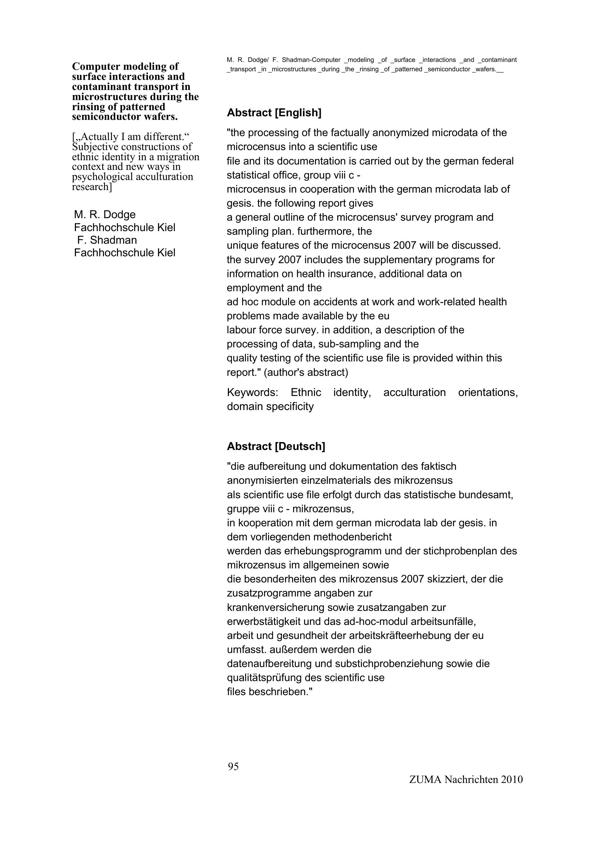 M. R. Dodge/ F. Shadman-Computer _modeling _of _surface _interactions _and _contaminant
_transport _in _microstructures _during _the _rinsing _of _patterned _semiconductor _wafers.__
Computer modeling of
surface interactions and
contaminant transport in
microstructures during the
rinsing of patterned
semiconductor wafers.
[„Actually I am different.“
Subjective constructions of
ethnic identity in a migration
context and new ways in
psychological acculturation
research]
M. R. Dodge
Fachhochschule Kiel
F. Shadman
Fachhochschule Kiel
Abstract [English]
"the processing of the factually anonymized microdata of the
microcensus into a scientific use
file and its documentation is carried out by the german federal
statistical office, group viii c -
microcensus in cooperation with the german microdata lab of
gesis. the following report gives
a general outline of the microcensus' survey program and
sampling plan. furthermore, the
unique features of the microcensus 2007 will be discussed.
the survey 2007 includes the supplementary programs for
information on health insurance, additional data on
employment and the
ad hoc module on accidents at work and work-related health
problems made available by the eu
labour force survey. in addition, a description of the
processing of data, sub-sampling and the
quality testing of the scientific use file is provided within this
report." (author's abstract)
Keywords: Ethnic identity, acculturation orientations,
domain specificity
Abstract [Deutsch]
"die aufbereitung und dokumentation des faktisch
anonymisierten einzelmaterials des mikrozensus
als scientific use file erfolgt durch das statistische bundesamt,
gruppe viii c - mikrozensus,
in kooperation mit dem german microdata lab der gesis. in
dem vorliegenden methodenbericht
werden das erhebungsprogramm und der stichprobenplan des
mikrozensus im allgemeinen sowie
die besonderheiten des mikrozensus 2007 skizziert, der die
zusatzprogramme angaben zur
krankenversicherung sowie zusatzangaben zur
erwerbstätigkeit und das ad-hoc-modul arbeitsunfälle,
arbeit und gesundheit der arbeitskräfteerhebung der eu
umfasst. außerdem werden die
datenaufbereitung und substichprobenziehung sowie die
qualitätsprüfung des scientific use
files beschrieben."
95
ZUMA Nachrichten 2010